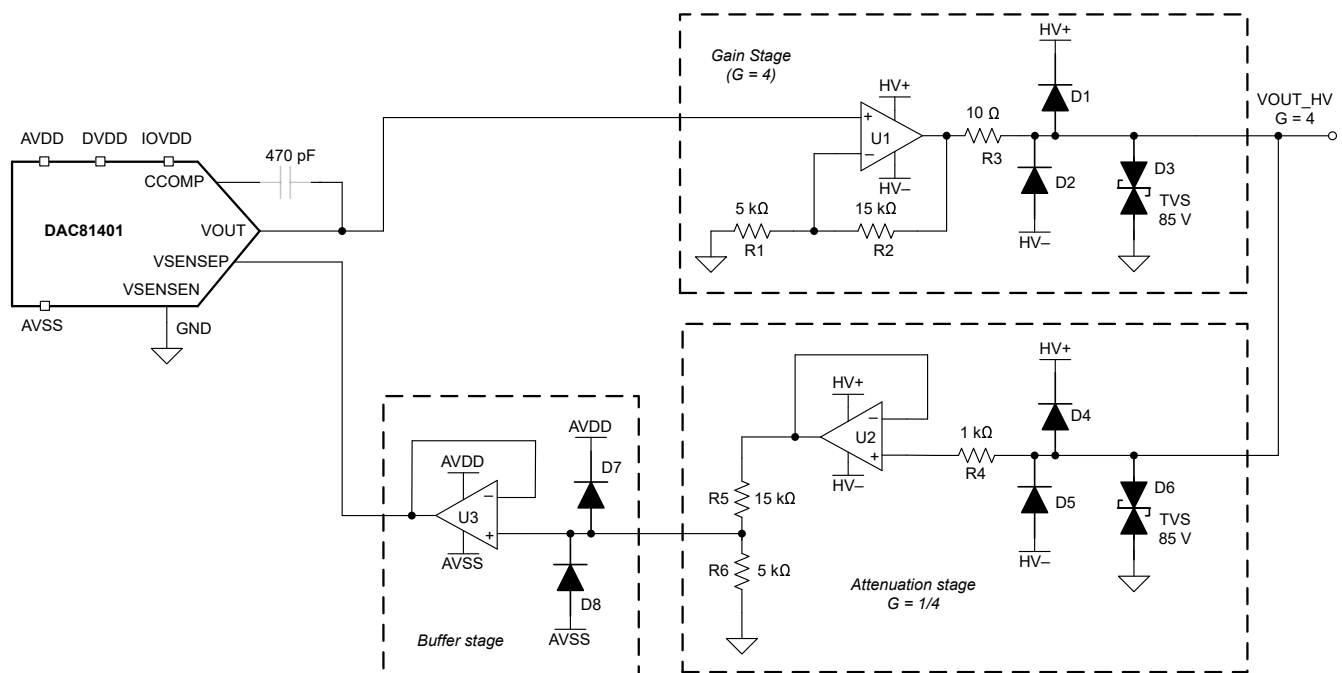 Gain Stage
(G = 4)
HV+
HV+
D1
VOUT_HV
G = 4
10 Ω
R3
+
U1
−
HV–
D2
HV–
D3
TVS
85 V
5 kΩ
R1
15 kΩ
R2
AVDD
DVDD
IOVDD
470 pF
CCOMP
DAC81401
VOUT
VSENSEP
VSENSEN
AVSS
GND
HV+
D4
HV+
−
U2
+
HV–
1 kΩ
R4
D5
HV–
D6
TVS
85 V
R5
15 kΩ
R6
5 kΩ
Attenuation stage
G = 1/4
AVDD
D7
AVDD
−
U3
+
AVSS
D8
AVSS
Buffer stage